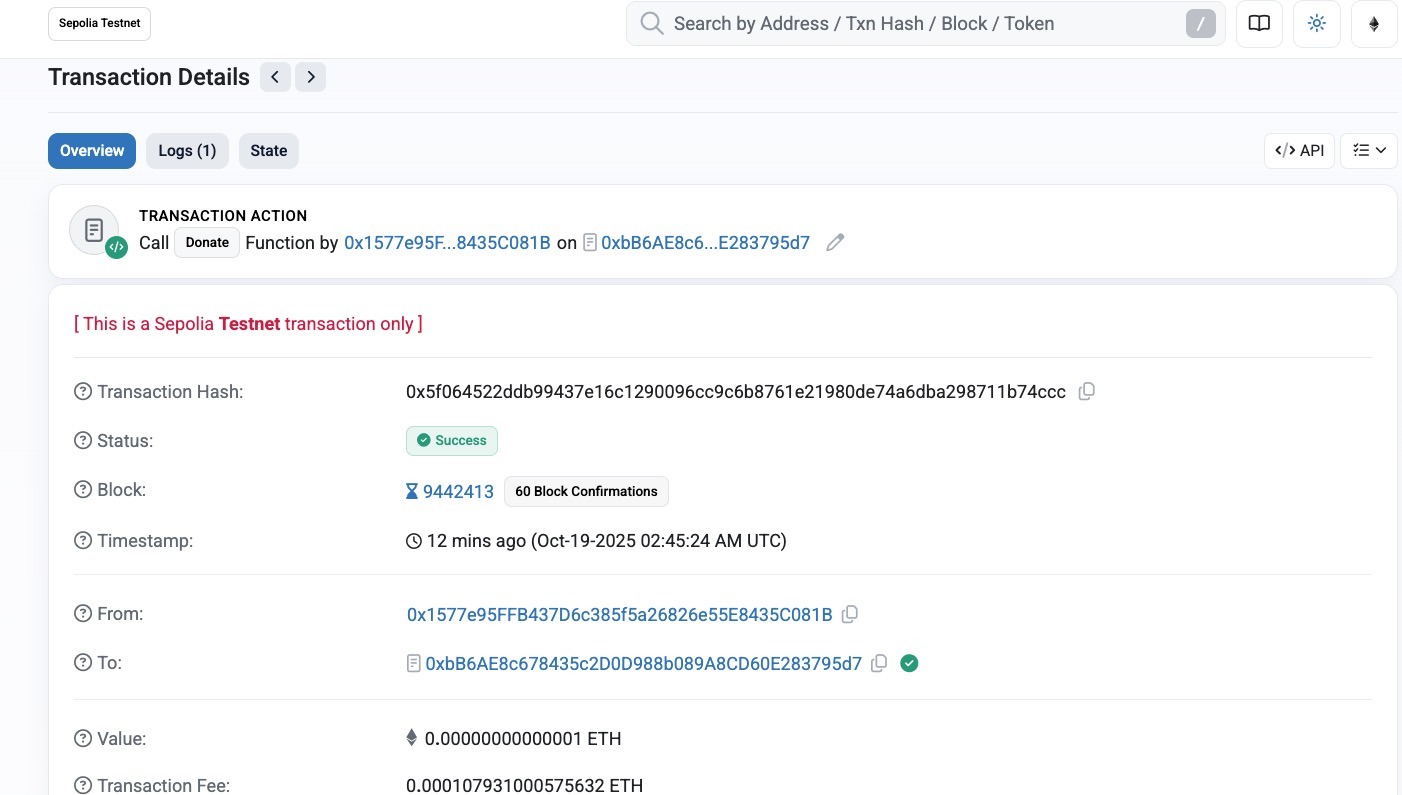 Sepolia Testnet
Search by Address / Txn Hash / Block / Token /
Transaction Details
Overview Logs (1) State API
TRANSACTION ACTION
Call Donate Function by 0x1577e95F...8435C081B on 0xbB6AE8c6...E283795d7
[ This is a Sepolia Testnet transaction only ]
Transaction Hash: 0x5f064522ddb99437e16c1290096cc9c6b8761e21980de74a6dba298711b74ccc
Status: Success
Block: 9442413 60 Block Confirmations
Timestamp: 12 mins ago (Oct-19-2025 02:45:24 AM UTC)
From: 0x1577e95FFB437D6c385f5a26826e55E8435C081B
To: 0xbB6AE8c678435c2D0D988b089A8CD60E283795d7
Value: 0.00000000000001 ETH
Transaction Fee: 0.000107931000575632 ETH